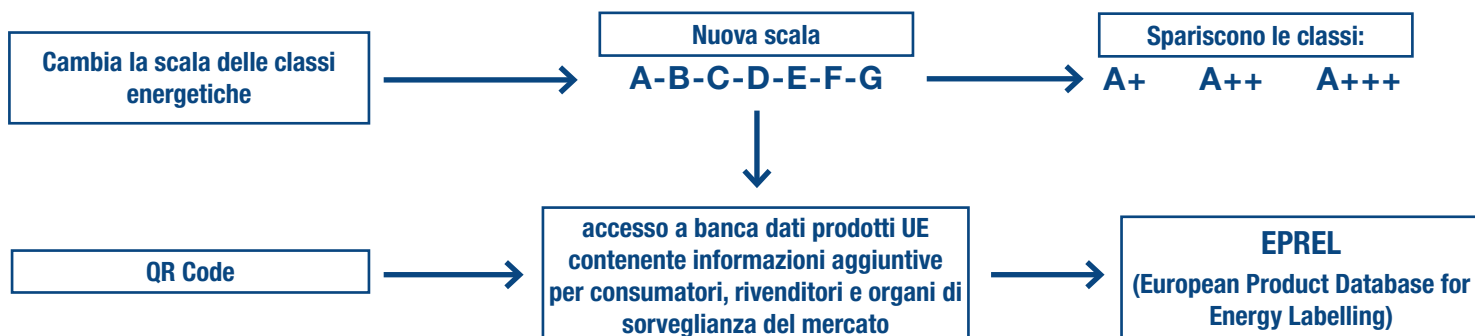 Cambia la scala delle classi
energetiche
Nuova scala
A-B-C-D-E-F-G
Spariscono le classi:
A+ A++ A+++
QR Code
accesso a banca dati prodotti UE
contenente informazioni aggiuntive
per consumatori, rivenditori e organi di
sorveglianza del mercato
EPREL
(European Product Database for
Energy Labelling)